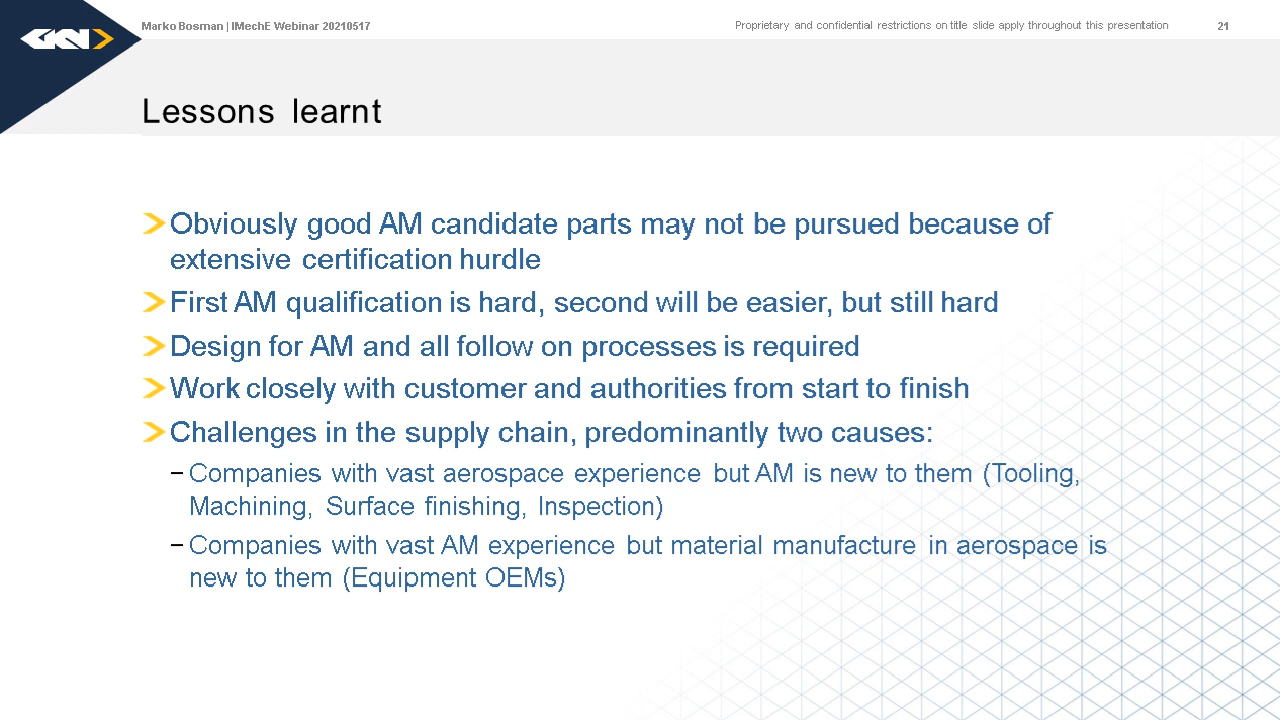 Marko Bosman | IMechE Webinar 20210517
Proprietary and confidential restrictions on title slide apply throughout this presentation
21
GKN
Lessons learnt
Obviously good AM candidate parts may not be pursued because of
extensive certification hurdle
First AM qualification is hard, second will be easier, but still hard
Design for AM and all follow on processes is required
Work closely with customer and authorities from start to finish
Challenges in the supply chain, predominantly two causes:
− Companies with vast aerospace experience but AM is new to them (Tooling,
Machining, Surface finishing, Inspection)
− Companies with vast AM experience but material manufacture in aerospace is
new to them (Equipment OEMs)